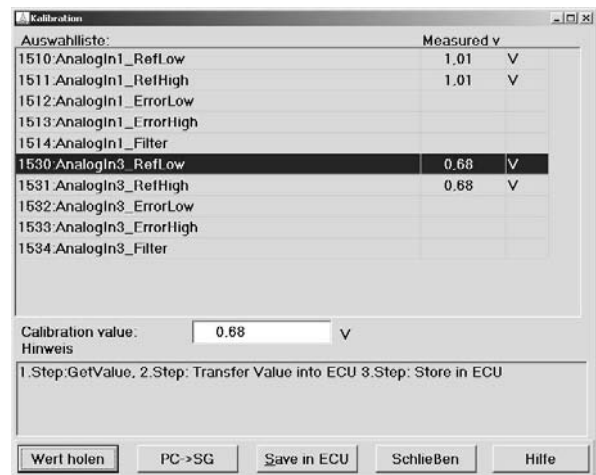 Kalibration
Auswahlliste: Measured v
1510:AnalogIn1_RefLow 1,01 V
1511:AnalogIn1_RefHigh 1,01 V
1512:AnalogIn1_ErrorLow
1513:AnalogIn1_ErrorHigh
1514:AnalogIn1_Filter
1530:AnalogIn3_RefLow 0,68 V
1531:AnalogIn3_RefHigh 0,68 V
1532:AnalogIn3_ErrorLow
1533:AnalogIn3_ErrorHigh
1534:AnalogIn3_Filter
Calibration value: 0.68 V
Hinweis
1.Step:GetValue, 2.Step: Transfer Value into ECU 3.Step: Store in ECU
Wert holen PC->SG Save in ECU Schließen Hilfe